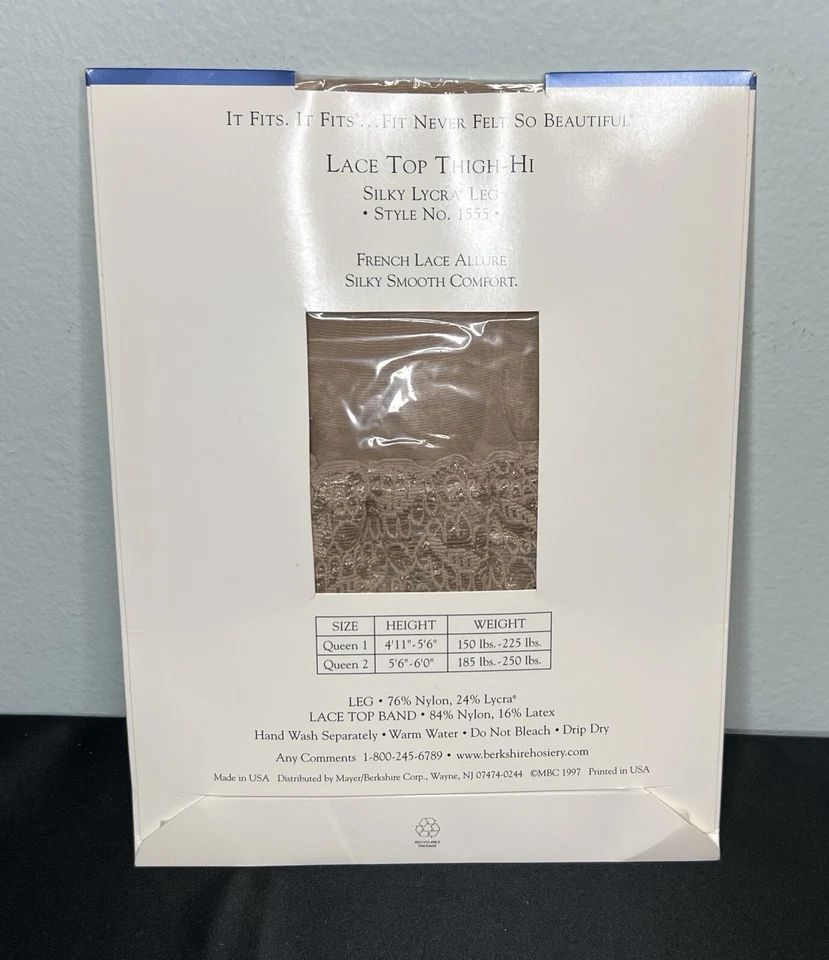 IT FITS. IT FITS®...FIT NEVER FELT SO BEAUTIFUL®
LACE TOP THIGH-HI
SILKY LYCRA® LEG
• STYLE NO. 1555 •
FRENCH LACE ALLURE
SILKY SMOOTH COMFORT.
SIZE HEIGHT WEIGHT
Queen 1 4'11"-5'6" 150 lbs.-225 lbs.
Queen 2 5'6"-6'0" 185 lbs.-250 lbs.
LEG • 76% Nylon, 24% Lycra®
LACE TOP BAND • 84% Nylon, 16% Latex
Hand Wash Separately • Warm Water • Do Not Bleach • Drip Dry
Any Comments 1-800-245-6789 • www.berkshirehosiery.com
Made in USA Distributed by Mayer/Berkshire Corp., Wayne, NJ 07474-0244 ©MBC 1997 Printed in USA
RECYCLABLE
PACKAGE